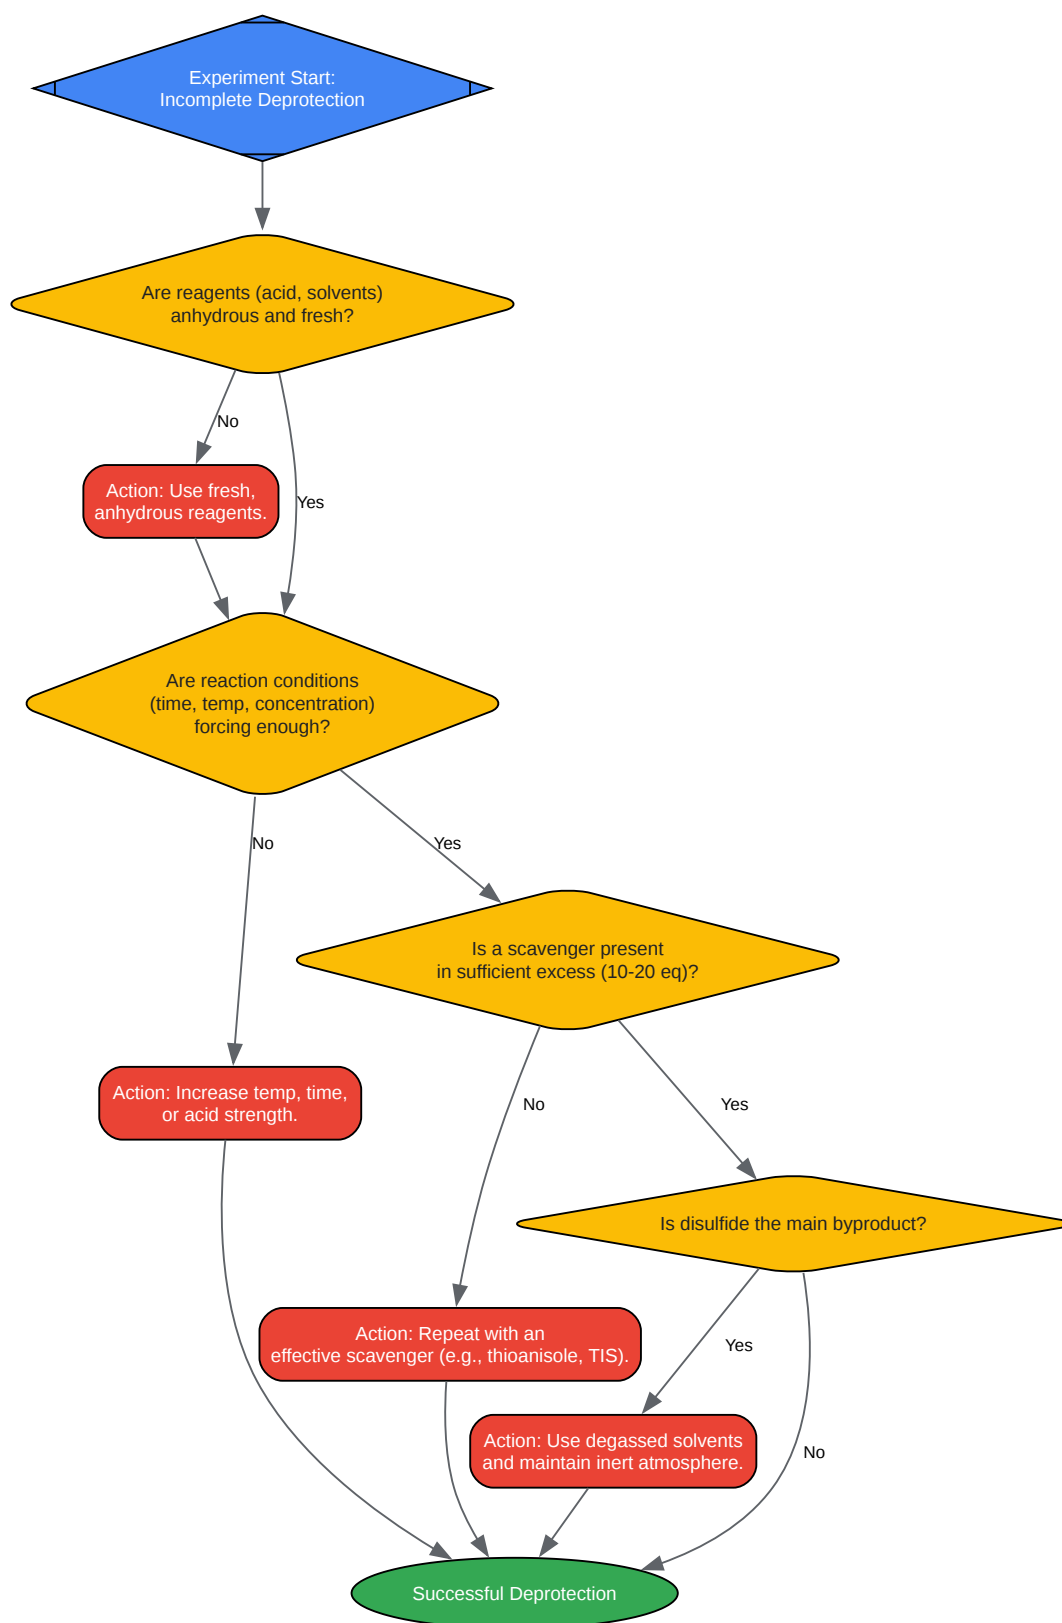 Experiment Start:
Incomplete Deprotection
Are reagents (acid, solvents)
anhydrous and fresh?
No
Yes
Action: Use fresh,
anhydrous reagents.
Are reaction conditions
(time, temp, concentration)
forcing enough?
No
Yes
Is a scavenger present
in sufficient excess (10-20 eq)?
Action: Increase temp, time,
or acid strength.
No
Yes
Is disulfide the main byproduct?
Action: Repeat with an
effective scavenger (e.g., thioanisole, TIS).
Yes
No
Action: Use degassed solvents
and maintain inert atmosphere.
Successful Deprotection